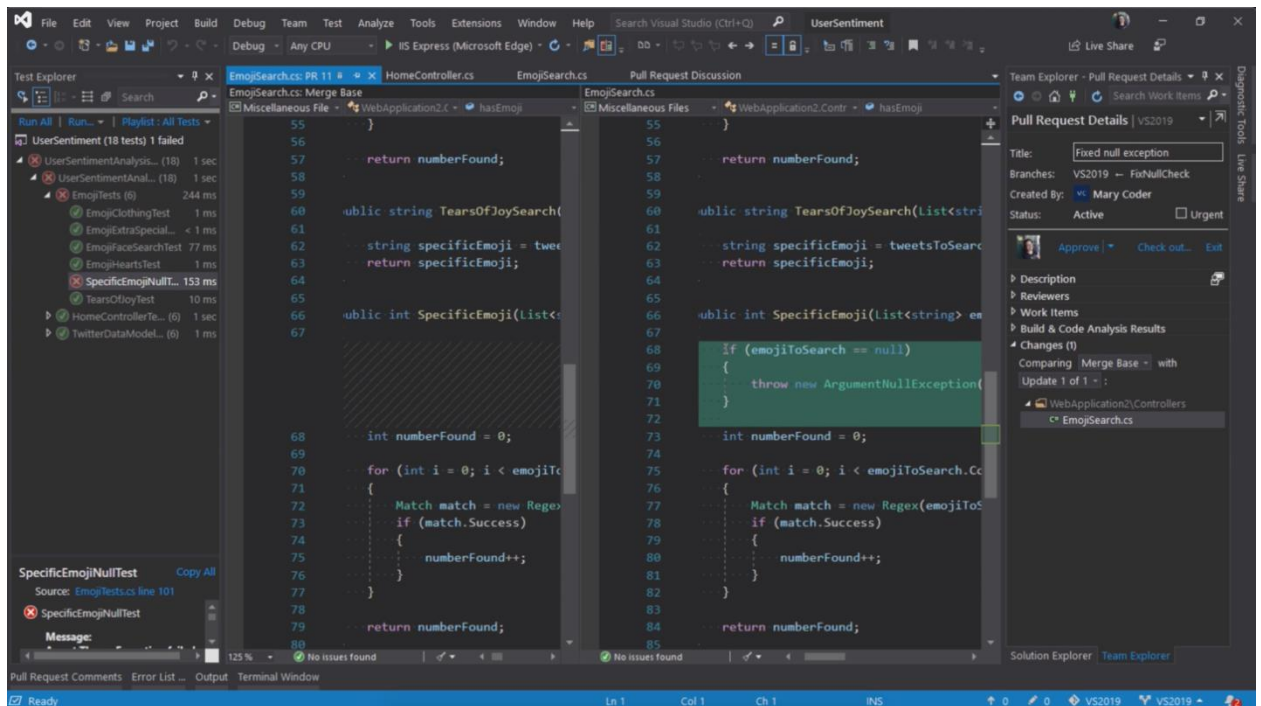 File Edit View Project Build Debug Team Test Analyze Tools Extensions Window Help Search Visual Studio (Ctrl+Q) UserSentiment
Debug Any CPU IIS Express (Microsoft Edge) Live Share
Test Explorer
Search
Run All | Run... | Playlist : All Tests
UserSentiment (18 tests) 1 failed
UserSentimentAnalysis... (18) 1 sec
UserSentimentAnal... (18) 1 sec
EmojiTests (6) 244 ms
EmojiClothingTest 1 ms
EmojiExtraSpecial... < 1 ms
EmojiFaceSearchTest 77 ms
EmojiHeartsTest 1 ms
SpecificEmojiNullT... 153 ms
TearsOfJoyTest 10 ms
HomeControllerTe... (6) 1 sec
TwitterDataModel... (6) 1 ms
SpecificEmojiNullTest Copy All
Source: EmojiTests.cs line 101
SpecificEmojiNullTest
Message:
EmojiSearch.cs: PR 11 HomeController.cs EmojiSearch.cs Pull Request Discussion
EmojiSearch.cs: Merge Base
Miscellaneous File WebApplication2.C hasEmoji
55 }
56
57 return numberFound;
58
59
60 ublic string TearsOfJoySearch(
61
62 string specificEmoji = twee
63 return specificEmoji;
64
65
66 ublic int SpecificEmoji(List<s
67
68 int numberFound = 0;
69
70 for (int i = 0; i < emojiTo
71 {
72 Match match = new Regex
73 if (match.Success)
74 {
75 numberFound++;
76 }
77 }
78
79 return numberFound;
80
125 % No issues found
EmojiSearch.cs
Miscellaneous Files WebApplication2.Contr hasEmoji
55 }
56
57 return numberFound;
58
59
60 ublic string TearsOfJoySearch(List<stri
61
62 string specificEmoji = tweetsToSearc
63 return specificEmoji;
64
65
66 ublic int SpecificEmoji(List<string> em
67
68 if (emojiToSearch == null)
69 {
70 throw new ArgumentNullException(
71 }
72
73 int numberFound = 0;
74
75 for (int i = 0; i < emojiToSearch.Co
76 {
77 Match match = new Regex(emojiToS
78 if (match.Success)
79 {
80 numberFound++;
81 }
82 }
83
84 return numberFound;
85
No issues found
Team Explorer - Pull Request Details
Search Work Items
Pull Request Details | VS2019
Title: Fixed null exception
Branches: VS2019 ← FixNullCheck
Created By: VC Mary Coder
Status: Active Urgent
Approve | Check out... Exit
Description
Reviewers
Work Items
Build & Code Analysis Results
Changes (1)
Comparing Merge Base with
Update 1 of 1 :
WebApplication2\Controllers
C# EmojiSearch.cs
Solution Explorer Team Explorer
Diagnostic Tools
Live Share
Pull Request Comments Error List ... Output Terminal Window
Ready Ln 1 Col 1 Ch 1 INS 0 0 VS2019 VS2019 2